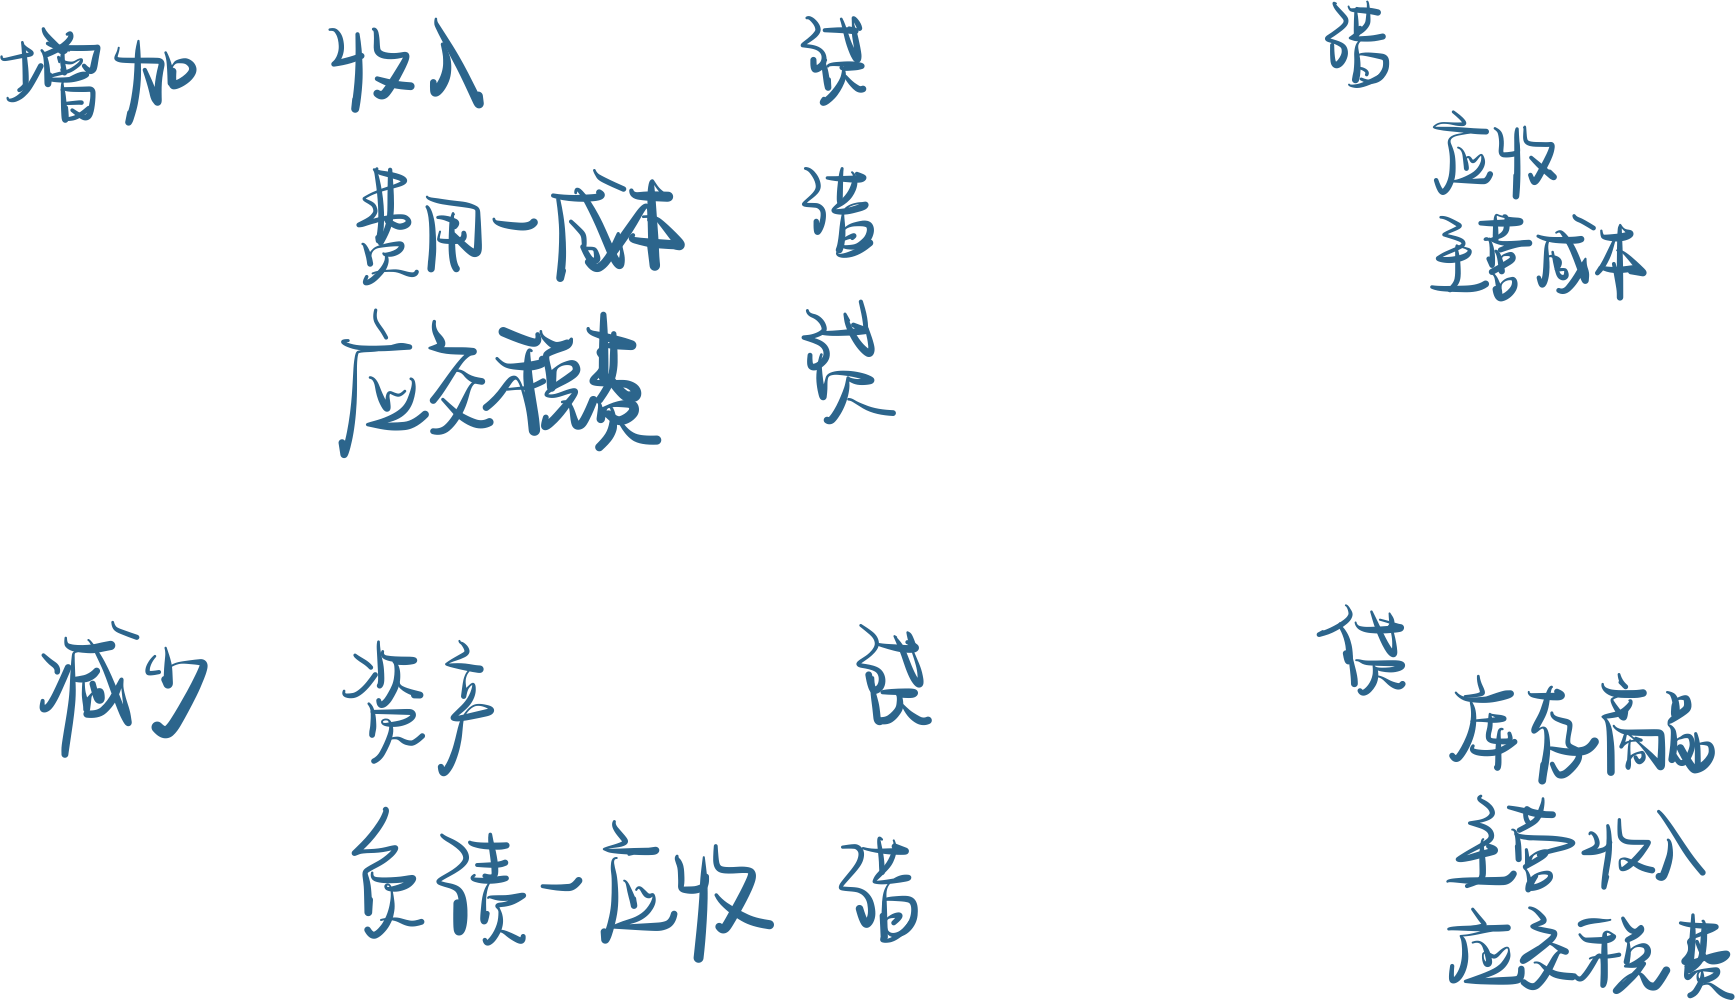 增加 收入 贷 借
应收
费用-成本 借
主营成本
应交税费 贷
减少 资产 贷 贷
库存商品
负债-应收 借
主营收入
应交税费